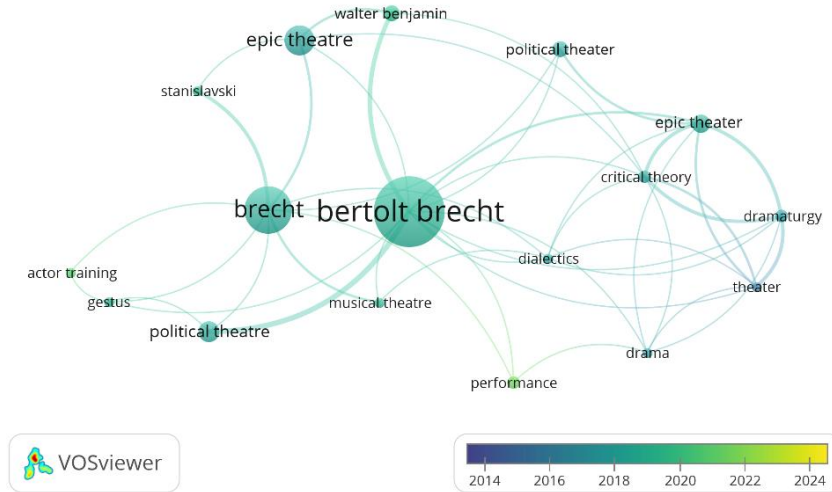 walter benjamin
epic theatre
political theater
stanislavski
epic theater
critical theory
brecht
bertolt brecht
dramaturgy
dialectics
actor training
theater
gestus
musical theatre
political theatre
drama
performance
VOSviewer
2014 2016 2018 2020 2022 2024